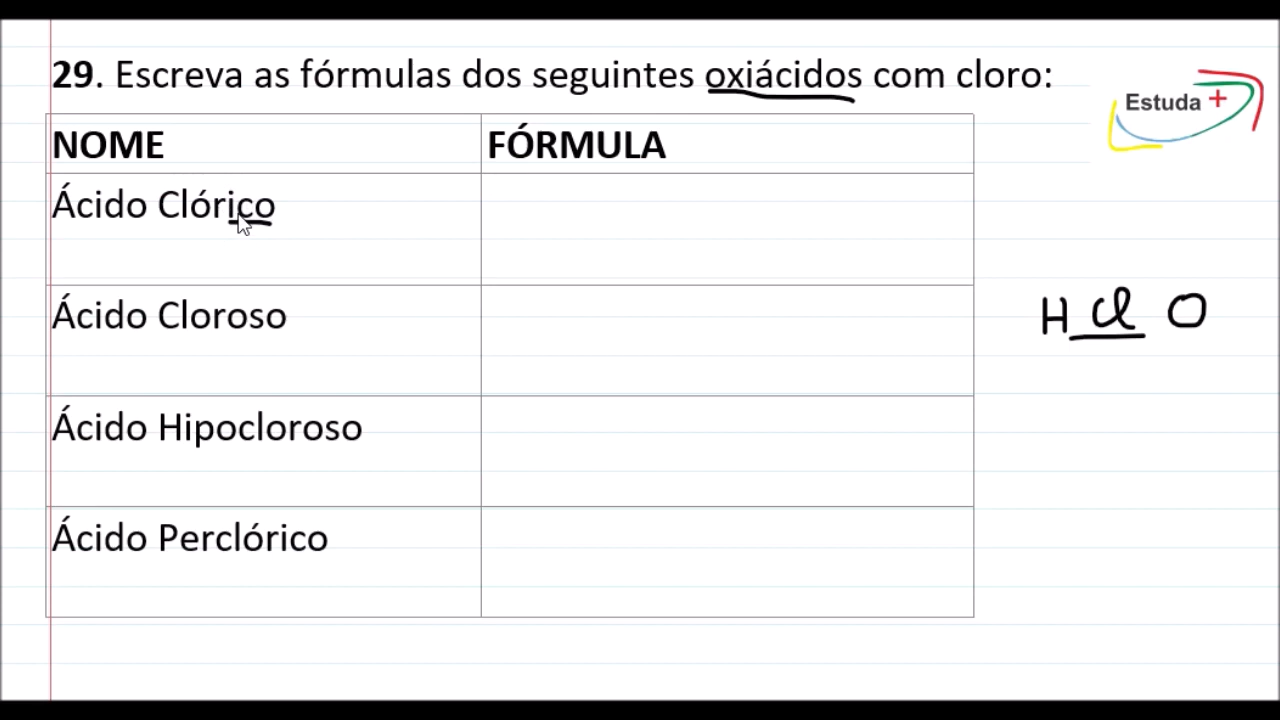 29. Escreva as fórmulas dos seguintes oxiácidos com cloro:
Estuda +
NOME FÓRMULA
Ácido Clórico
Ácido Cloroso
H Cl O
Ácido Hipocloroso
Ácido Perclórico